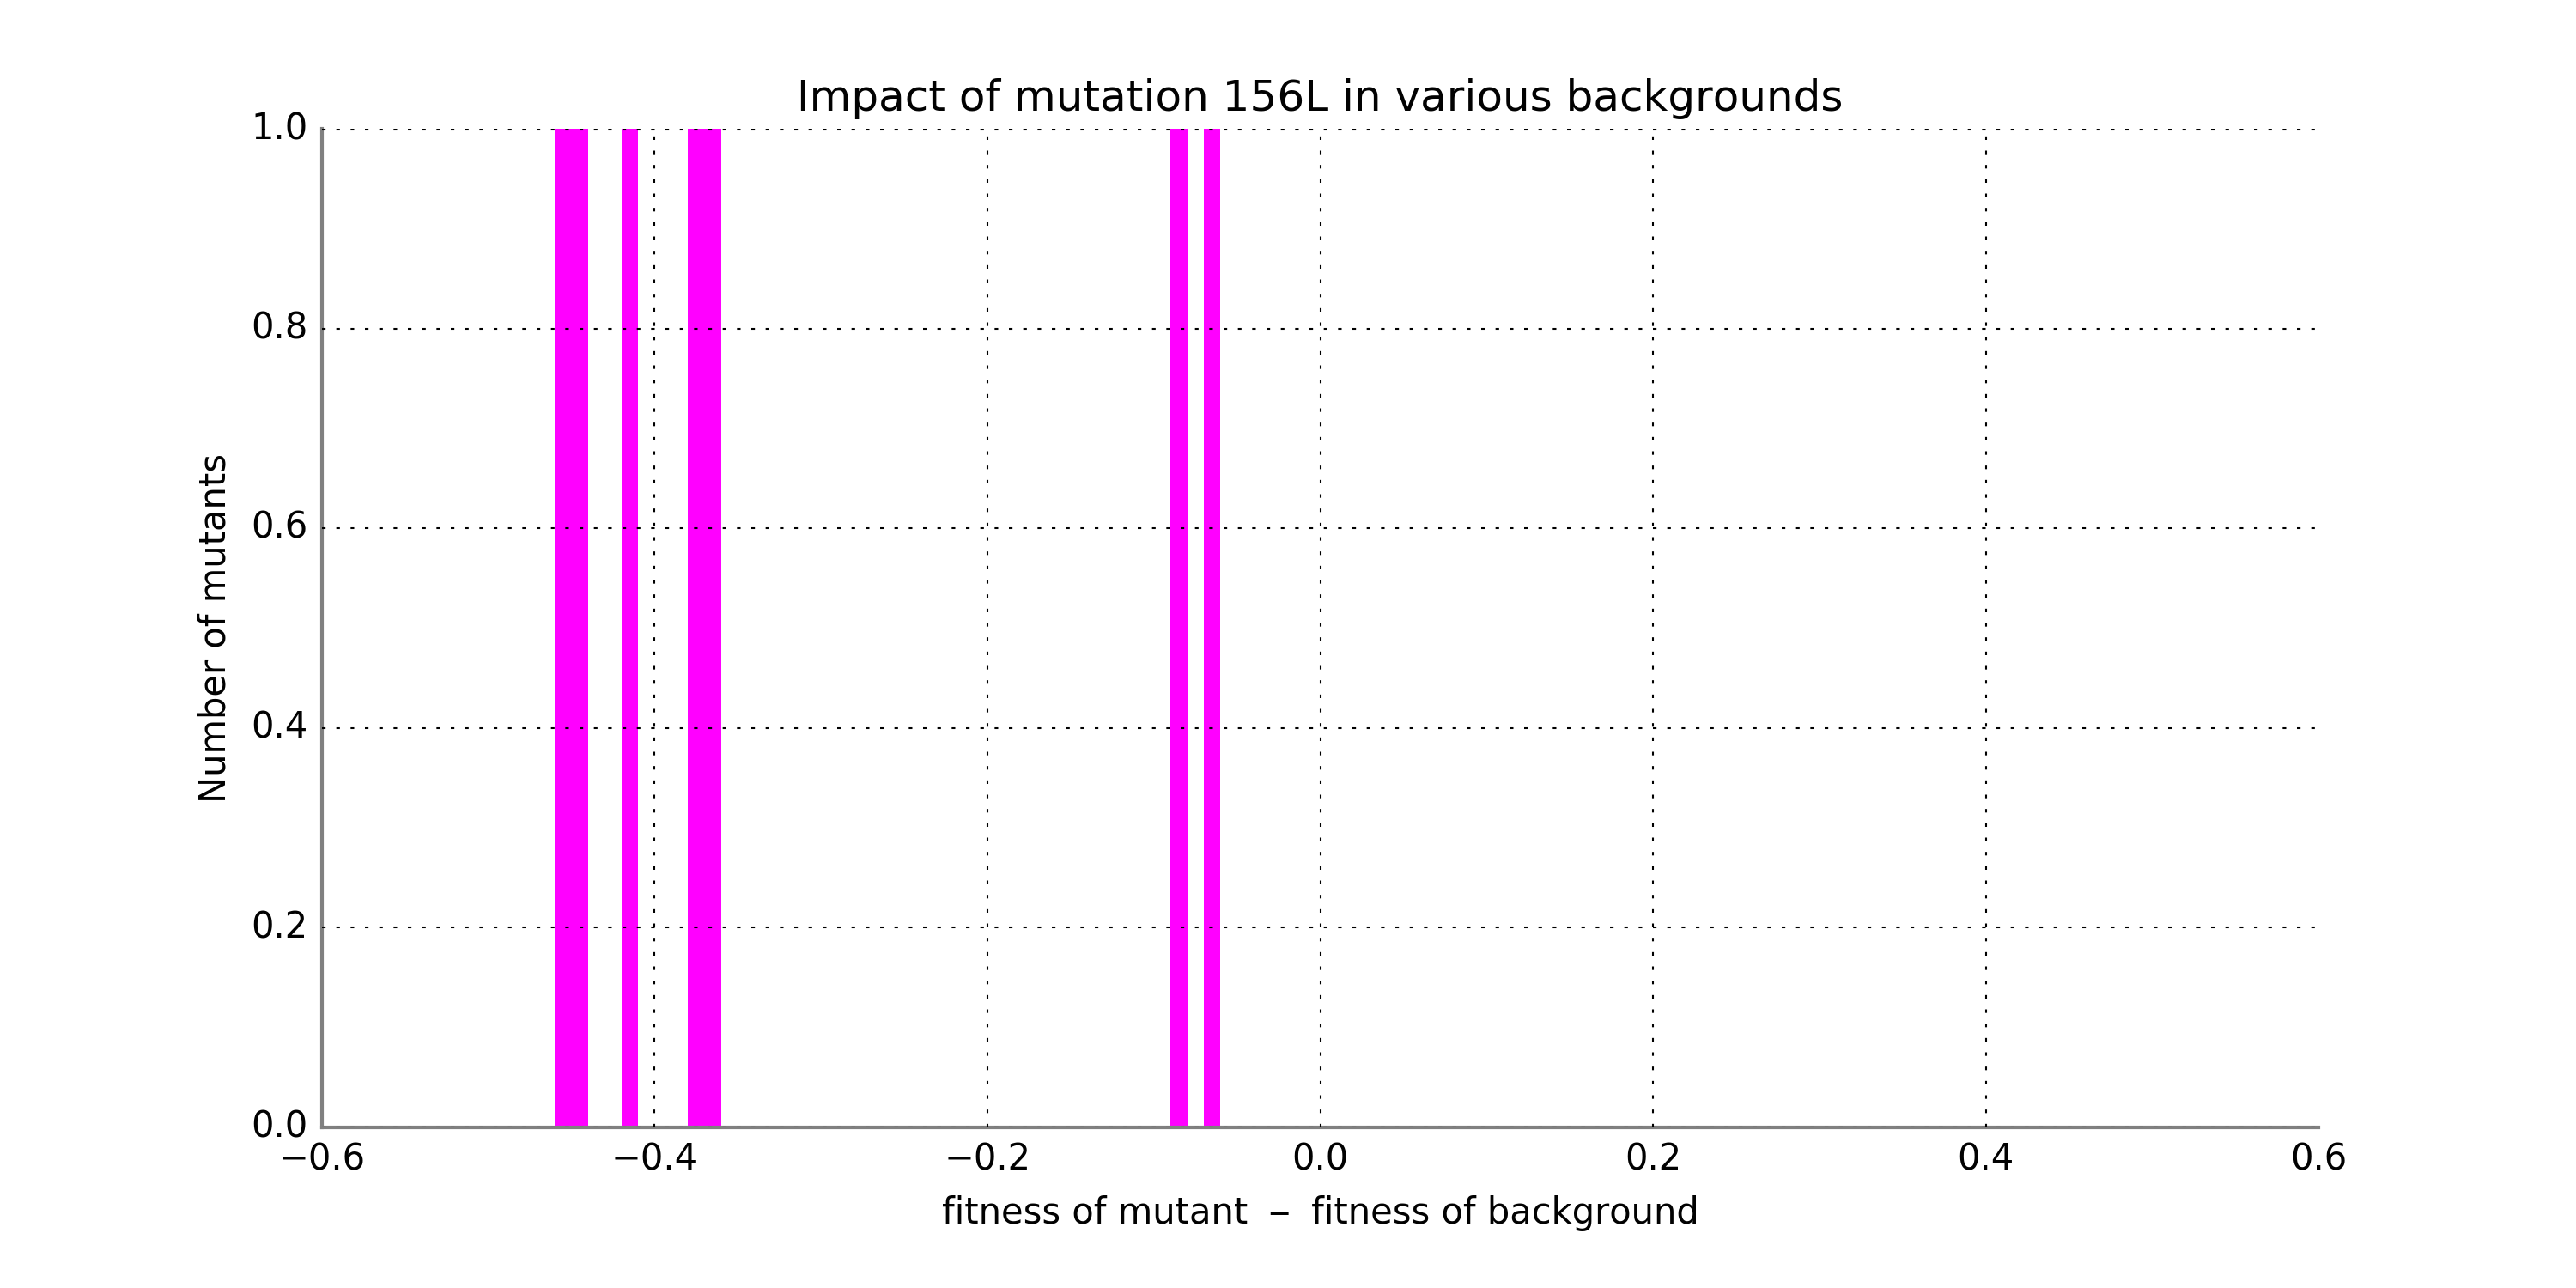 Impact of mutation 156L in various backgrounds
1.0
0.8
0.6
0.4
0.2
0.0
Number of mutants
−0.6 −0.4 −0.2 0.0 0.2 0.4 0.6
fitness of mutant − fitness of background